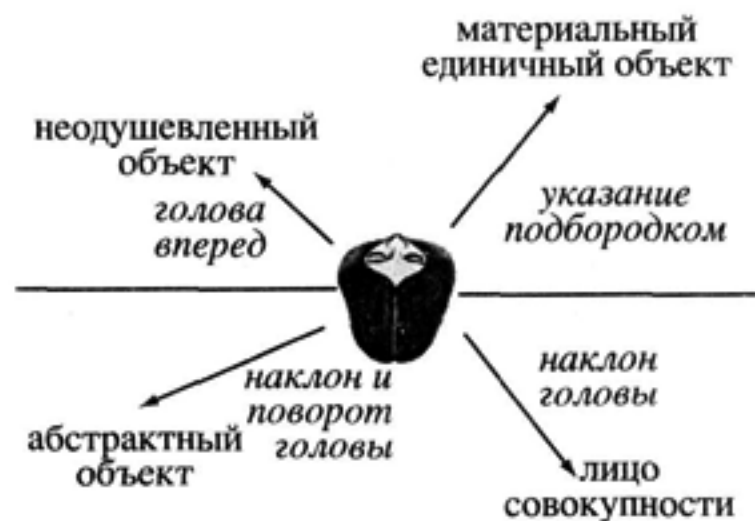 материальный
единичный объект
неодушевленный
объект
голова
вперед
указание
подбородком
наклон и
поворот
головы
абстрактный
объект
наклон
головы
лицо
совокупности